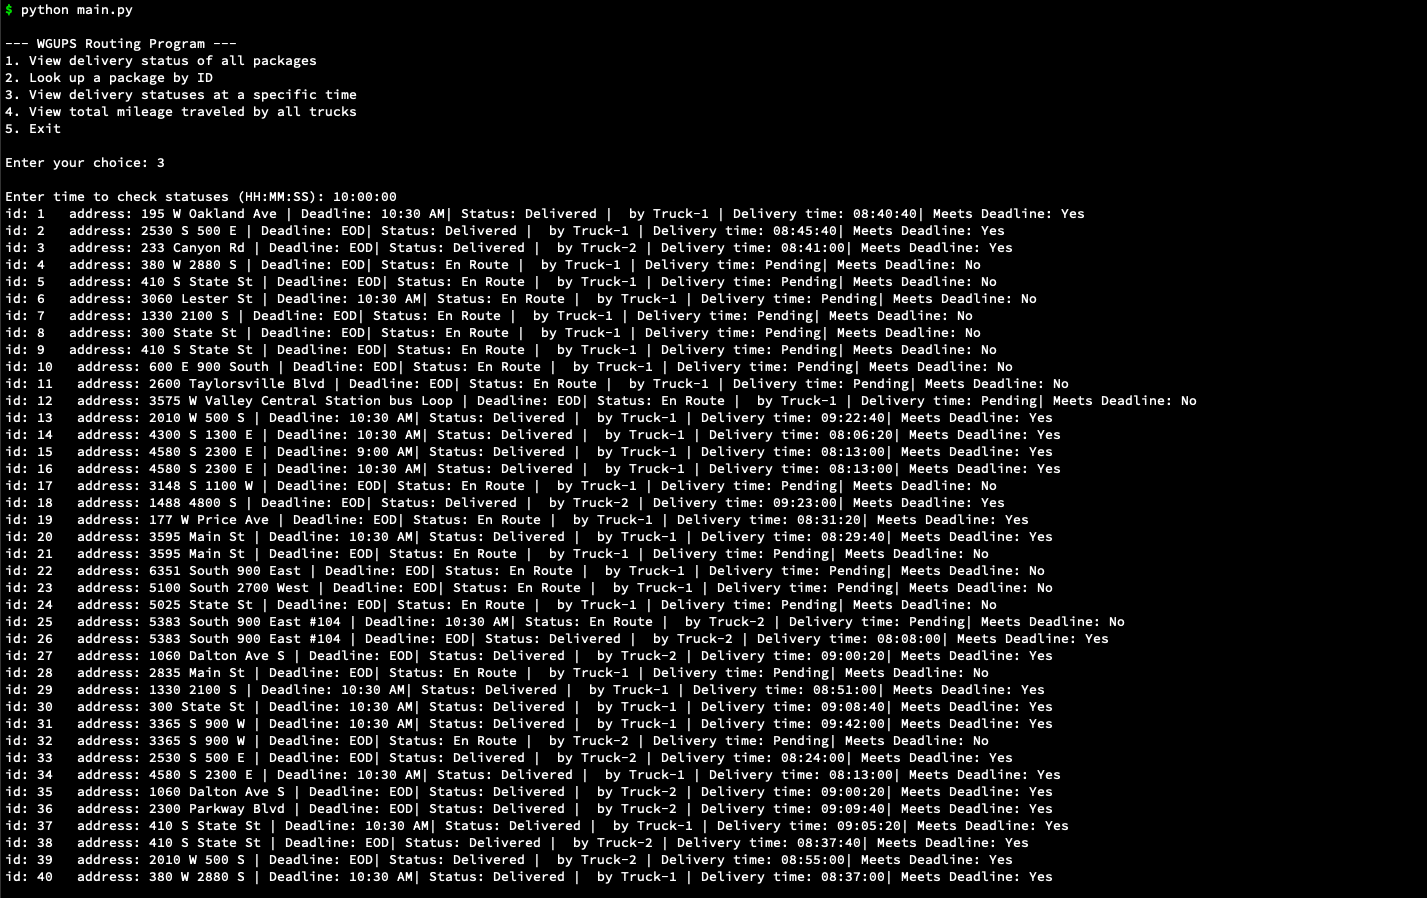 $ python main.py
--- WGUPS Routing Program ---
1. View delivery status of all packages
2. Look up a package by ID
3. View delivery statuses at a specific time
4. View total mileage traveled by all trucks
5. Exit
Enter your choice: 3
Enter time to check statuses (HH:MM:SS): 10:00:00
id: 1   address: 195 W Oakland Ave | Deadline: 10:30 AM| Status: Delivered |  by Truck-1 | Delivery time: 08:40:40| Meets Deadline: Yes
id: 2   address: 2530 S 500 E | Deadline: EOD| Status: Delivered |  by Truck-1 | Delivery time: 08:45:40| Meets Deadline: Yes
id: 3   address: 233 Canyon Rd | Deadline: EOD| Status: Delivered |  by Truck-2 | Delivery time: 08:41:00| Meets Deadline: Yes
id: 4   address: 380 W 2880 S | Deadline: EOD| Status: En Route |  by Truck-1 | Delivery time: Pending| Meets Deadline: No
id: 5   address: 410 S State St | Deadline: EOD| Status: En Route |  by Truck-1 | Delivery time: Pending| Meets Deadline: No
id: 6   address: 3060 Lester St | Deadline: 10:30 AM| Status: En Route |  by Truck-1 | Delivery time: Pending| Meets Deadline: No
id: 7   address: 1330 2100 S | Deadline: EOD| Status: En Route |  by Truck-1 | Delivery time: Pending| Meets Deadline: No
id: 8   address: 300 State St | Deadline: EOD| Status: En Route |  by Truck-1 | Delivery time: Pending| Meets Deadline: No
id: 9   address: 410 S State St | Deadline: EOD| Status: En Route |  by Truck-1 | Delivery time: Pending| Meets Deadline: No
id: 10   address: 600 E 900 South | Deadline: EOD| Status: En Route |  by Truck-1 | Delivery time: Pending| Meets Deadline: No
id: 11   address: 2600 Taylorsville Blvd | Deadline: EOD| Status: En Route |  by Truck-1 | Delivery time: Pending| Meets Deadline: No
id: 12   address: 3575 W Valley Central Station bus Loop | Deadline: EOD| Status: En Route |  by Truck-1 | Delivery time: Pending| Meets Deadline: No
id: 13   address: 2010 W 500 S | Deadline: 10:30 AM| Status: Delivered |  by Truck-1 | Delivery time: 09:22:40| Meets Deadline: Yes
id: 14   address: 4300 S 1300 E | Deadline: 10:30 AM| Status: Delivered |  by Truck-1 | Delivery time: 08:06:20| Meets Deadline: Yes
id: 15   address: 4580 S 2300 E | Deadline: 9:00 AM| Status: Delivered |  by Truck-1 | Delivery time: 08:13:00| Meets Deadline: Yes
id: 16   address: 4580 S 2300 E | Deadline: 10:30 AM| Status: Delivered |  by Truck-1 | Delivery time: 08:13:00| Meets Deadline: Yes
id: 17   address: 3148 S 1100 W | Deadline: EOD| Status: En Route |  by Truck-1 | Delivery time: Pending| Meets Deadline: No
id: 18   address: 1488 4800 S | Deadline: EOD| Status: Delivered |  by Truck-2 | Delivery time: 09:23:00| Meets Deadline: Yes
id: 19   address: 177 W Price Ave | Deadline: EOD| Status: En Route |  by Truck-1 | Delivery time: 08:31:20| Meets Deadline: Yes
id: 20   address: 3595 Main St | Deadline: 10:30 AM| Status: Delivered |  by Truck-1 | Delivery time: 08:29:40| Meets Deadline: Yes
id: 21   address: 3595 Main St | Deadline: EOD| Status: En Route |  by Truck-1 | Delivery time: Pending| Meets Deadline: No
id: 22   address: 6351 South 900 East | Deadline: EOD| Status: En Route |  by Truck-1 | Delivery time: Pending| Meets Deadline: No
id: 23   address: 5100 South 2700 West | Deadline: EOD| Status: En Route |  by Truck-1 | Delivery time: Pending| Meets Deadline: No
id: 24   address: 5025 State St | Deadline: EOD| Status: En Route |  by Truck-1 | Delivery time: Pending| Meets Deadline: No
id: 25   address: 5383 South 900 East #104 | Deadline: 10:30 AM| Status: En Route |  by Truck-2 | Delivery time: Pending| Meets Deadline: No
id: 26   address: 5383 South 900 East #104 | Deadline: EOD| Status: Delivered |  by Truck-2 | Delivery time: 08:08:00| Meets Deadline: Yes
id: 27   address: 1060 Dalton Ave S | Deadline: EOD| Status: Delivered |  by Truck-2 | Delivery time: 09:00:20| Meets Deadline: Yes
id: 28   address: 2835 Main St | Deadline: EOD| Status: En Route |  by Truck-1 | Delivery time: Pending| Meets Deadline: No
id: 29   address: 1330 2100 S | Deadline: 10:30 AM| Status: Delivered |  by Truck-1 | Delivery time: 08:51:00| Meets Deadline: Yes
id: 30   address: 300 State St | Deadline: 10:30 AM| Status: Delivered |  by Truck-1 | Delivery time: 09:08:40| Meets Deadline: Yes
id: 31   address: 3365 S 900 W | Deadline: 10:30 AM| Status: Delivered |  by Truck-1 | Delivery time: 09:42:00| Meets Deadline: Yes
id: 32   address: 3365 S 900 W | Deadline: EOD| Status: En Route |  by Truck-2 | Delivery time: Pending| Meets Deadline: No
id: 33   address: 2530 S 500 E | Deadline: EOD| Status: Delivered |  by Truck-2 | Delivery time: 08:24:00| Meets Deadline: Yes
id: 34   address: 4580 S 2300 E | Deadline: 10:30 AM| Status: Delivered |  by Truck-1 | Delivery time: 08:13:00| Meets Deadline: Yes
id: 35   address: 1060 Dalton Ave S | Deadline: EOD| Status: Delivered |  by Truck-2 | Delivery time: 09:00:20| Meets Deadline: Yes
id: 36   address: 2300 Parkway Blvd | Deadline: EOD| Status: Delivered |  by Truck-2 | Delivery time: 09:09:40| Meets Deadline: Yes
id: 37   address: 410 S State St | Deadline: 10:30 AM| Status: Delivered |  by Truck-1 | Delivery time: 09:05:20| Meets Deadline: Yes
id: 38   address: 410 S State St | Deadline: EOD| Status: Delivered |  by Truck-2 | Delivery time: 08:37:40| Meets Deadline: Yes
id: 39   address: 2010 W 500 S | Deadline: EOD| Status: Delivered |  by Truck-2 | Delivery time: 08:55:00| Meets Deadline: Yes
id: 40   address: 380 W 2880 S | Deadline: 10:30 AM| Status: Delivered |  by Truck-1 | Delivery time: 08:37:00| Meets Deadline: Yes